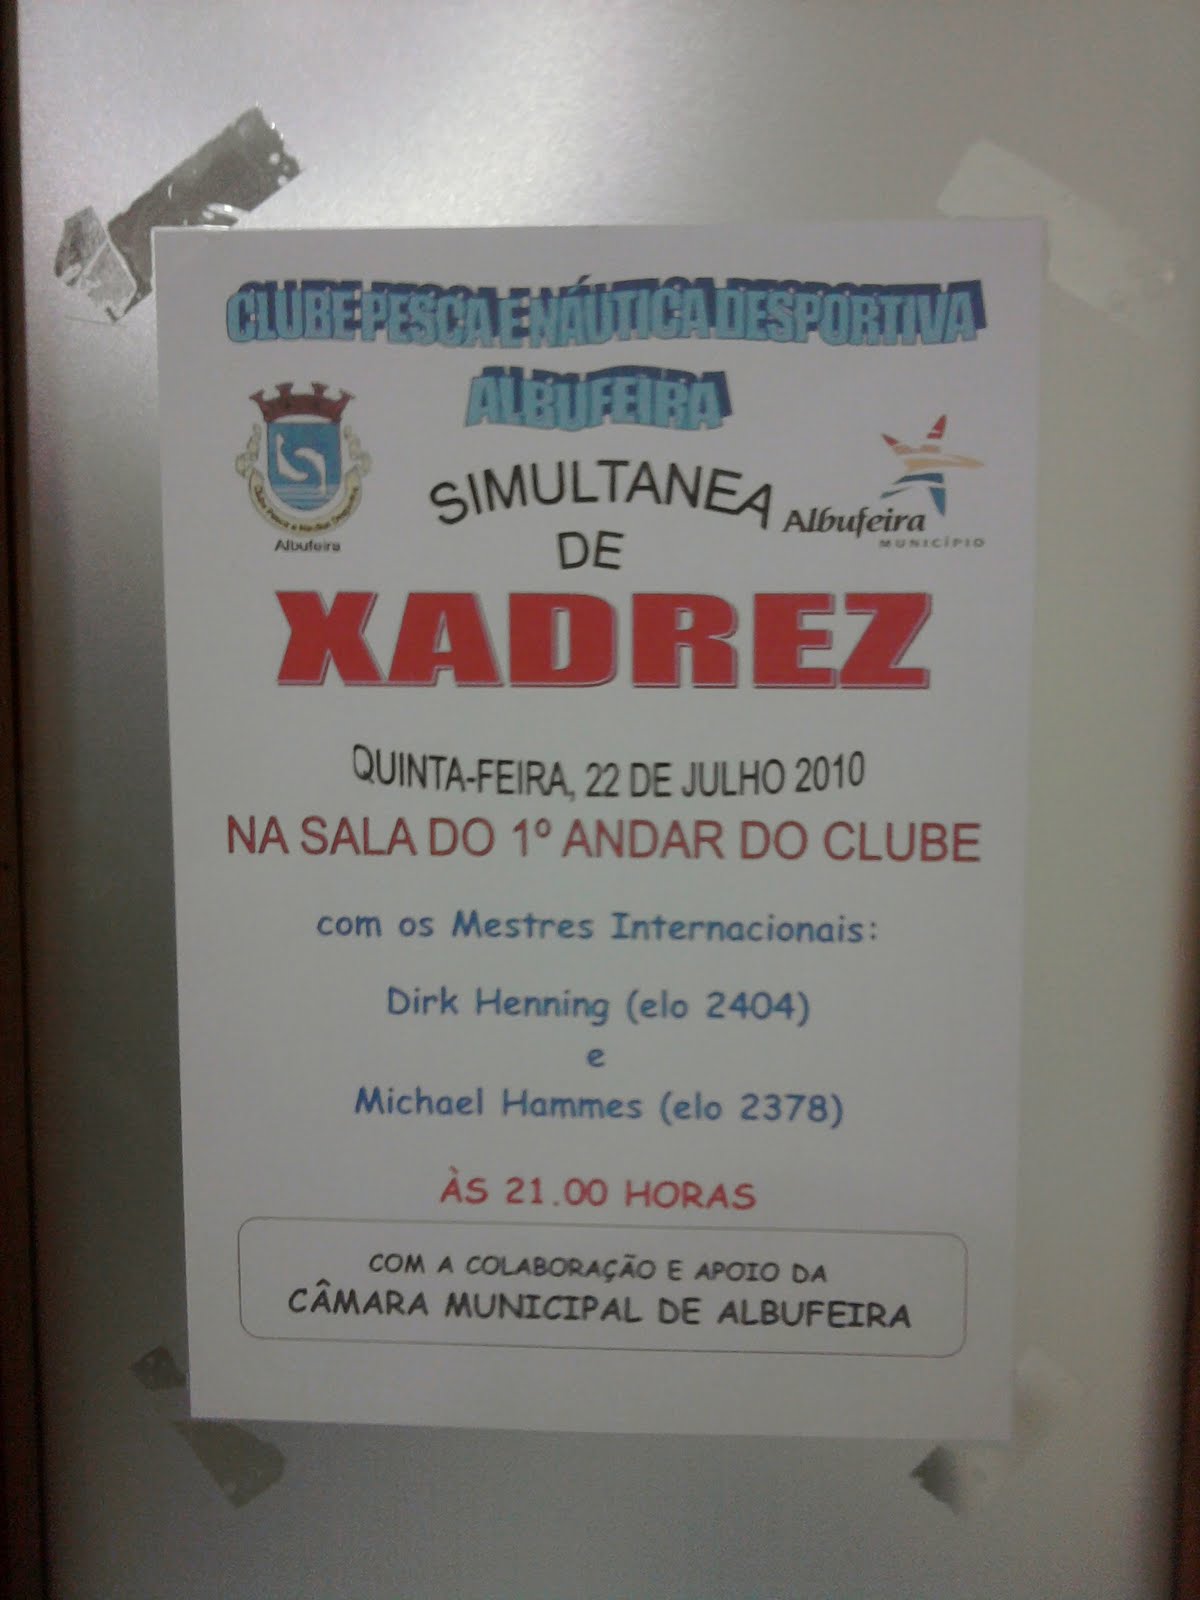 CLUBE PESCA E NÁUTICA DESPORTIVA
ALBUFEIRA
Albufeira
SIMULTANEA
DE
Albufeira
MUNICÍPIO
XADREZ
QUINTA-FEIRA, 22 DE JULHO 2010
NA SALA DO 1º ANDAR DO CLUBE
com os Mestres Internacionais:
Dirk Henning (elo 2404)
e
Michael Hammes (elo 2378)
ÀS 21.00 HORAS
COM A COLABORAÇÃO E APOIO DA
CÂMARA MUNICIPAL DE ALBUFEIRA